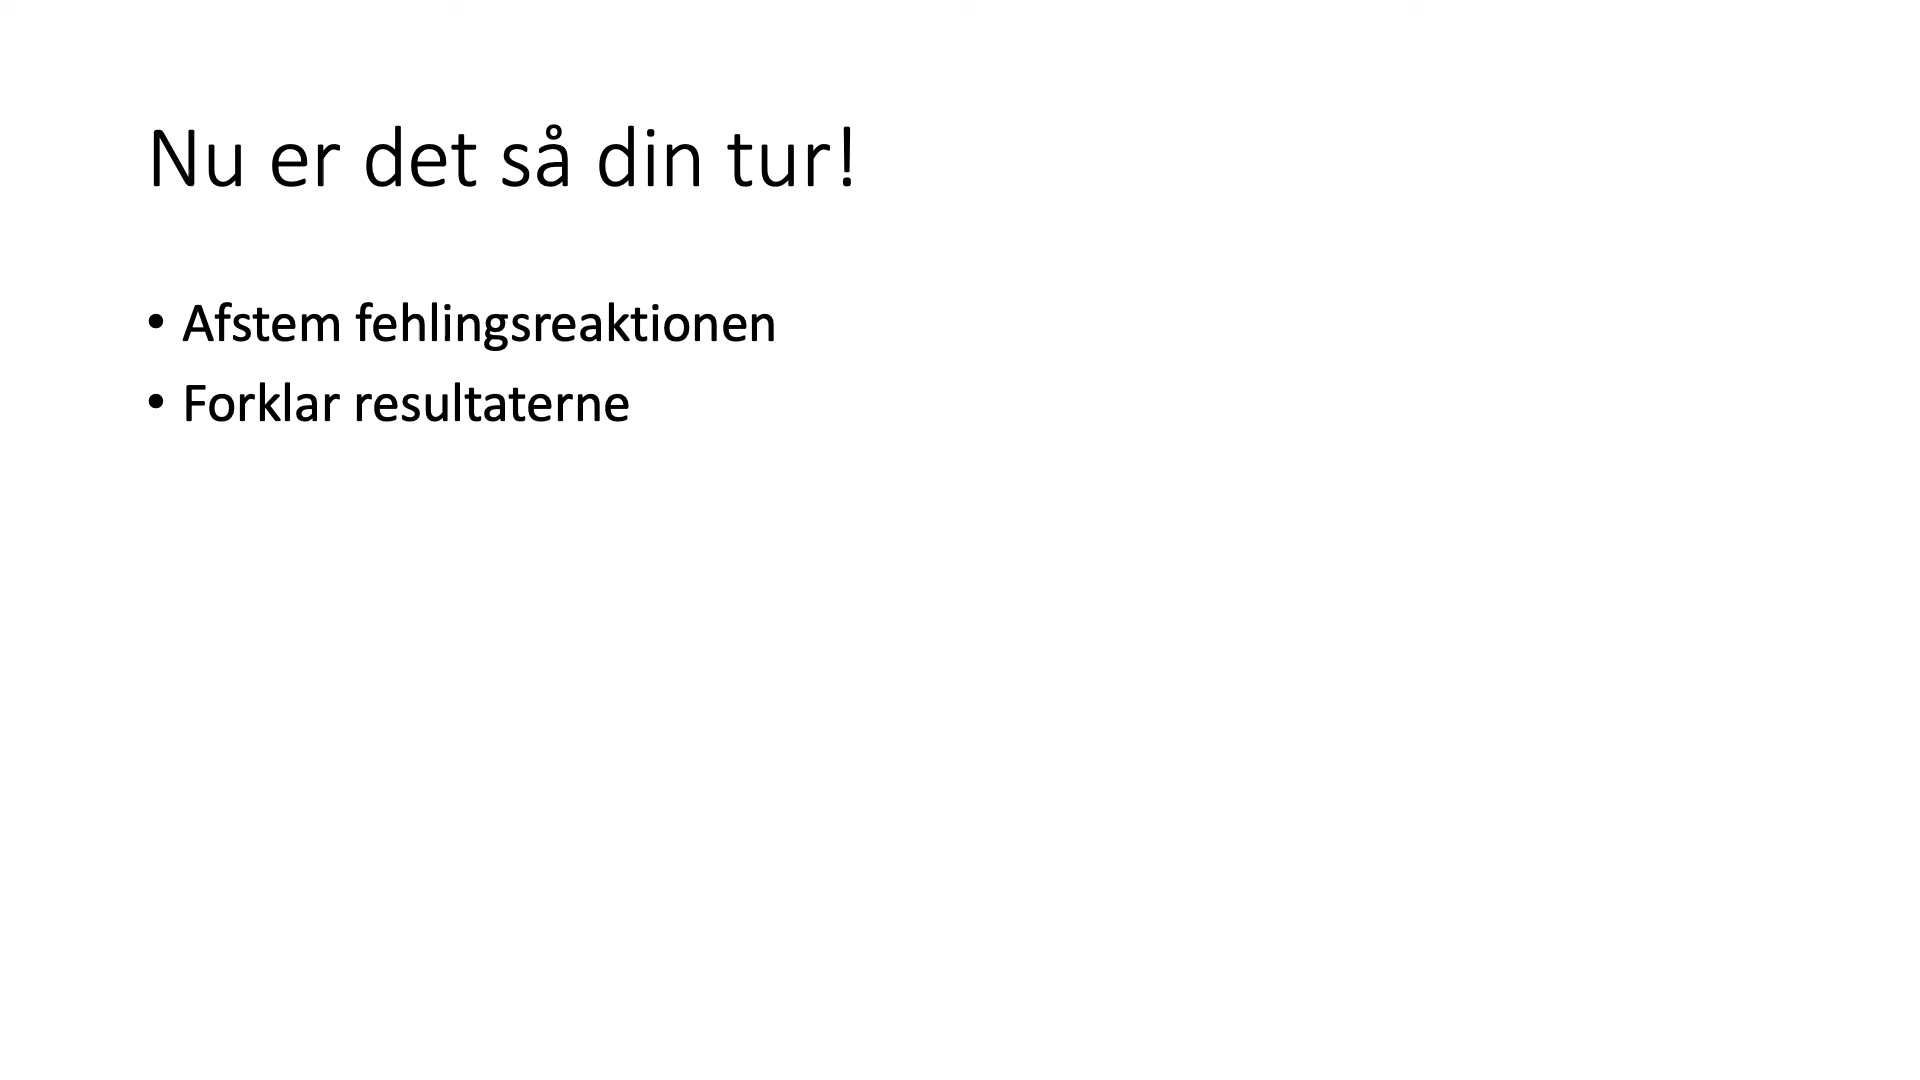 Nu er det så din tur!
• Afstem fehlingsreaktionen
• Forklar resultaterne